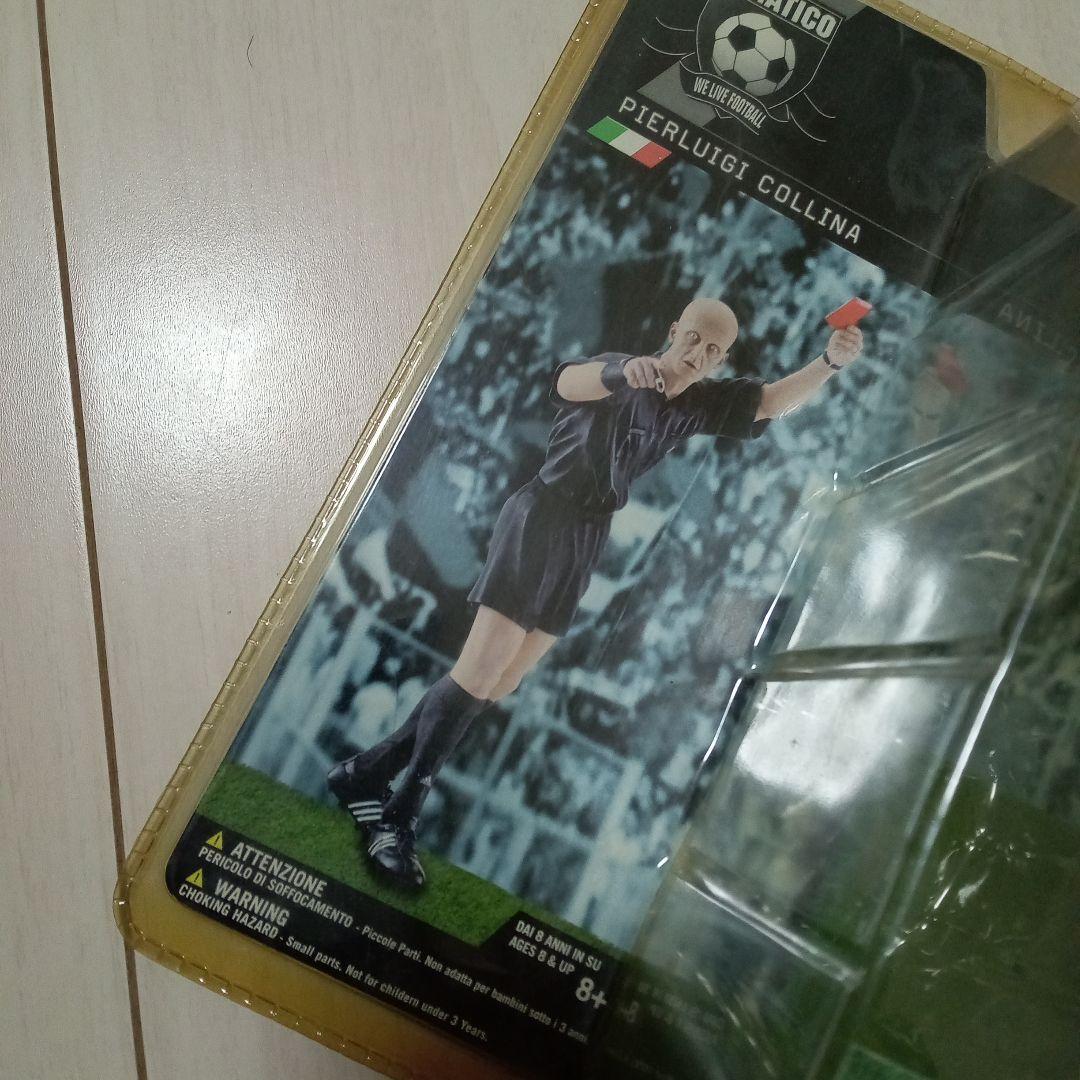 ATICO
WE LIVE FOOTBALL
PIERLUIGI COLLINA
ATTENZIONE
PERICOLO DI SOFFOCAMENTO - Piccole Parti. Non adatta per bambini sotto i 3 anni
WARNING
CHOKING HAZARD - Small parts. Not for childern under 3 Years.
DAI 8 ANNI IN SU
AGES 8 & UP
8+